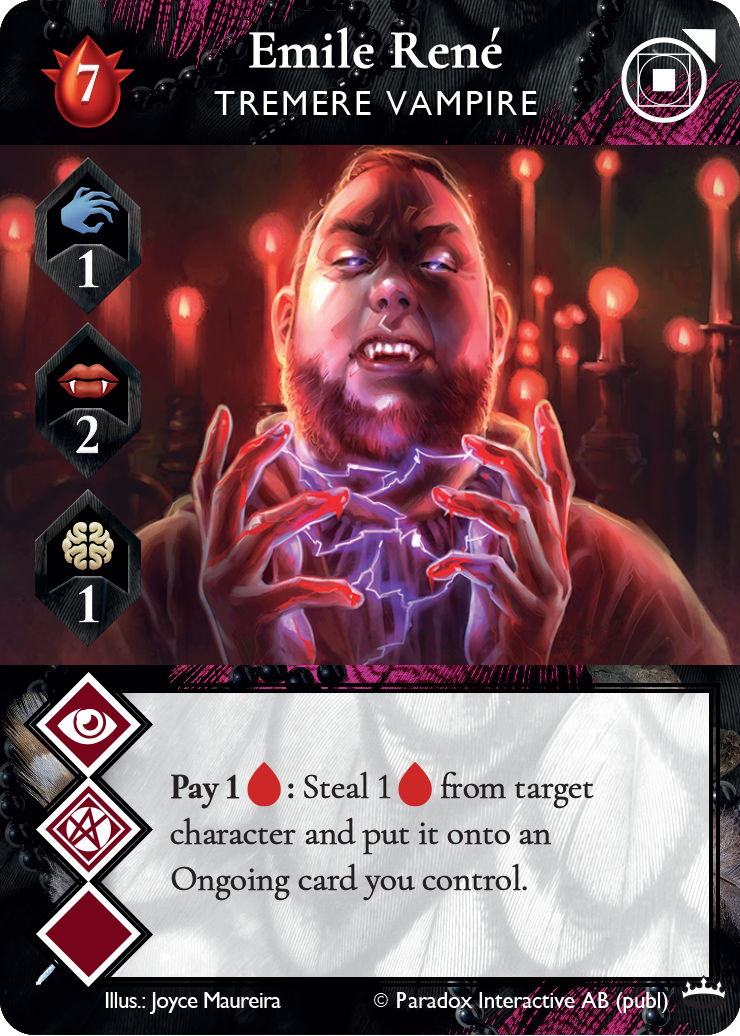 Emile René
7
TREMERE VAMPIRE
1
2
1
Pay 1 : Steal 1 from target
character and put it onto an
Ongoing card you control.
Illus.: Joyce Maureira © Paradox Interactive AB (publ)